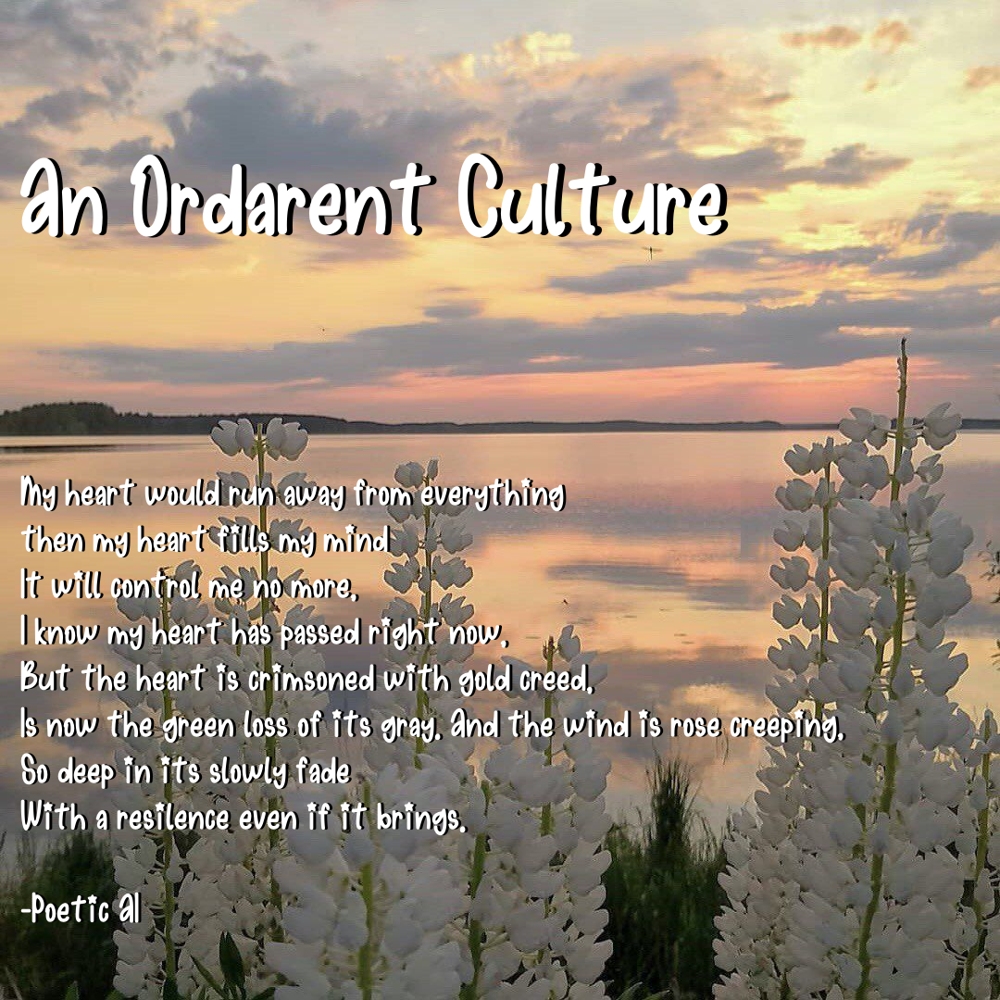 An Ordarent Culture
My heart would run away from everything
then my heart fills my mind
It will control me no more,
I know my heart has passed right now,
But the heart is crimsoned with gold creed,
Is now the green loss of its gray, And the wind is rose creeping,
So deep in its slowly fade
With a resilence even if it brings.
-Poetic AI